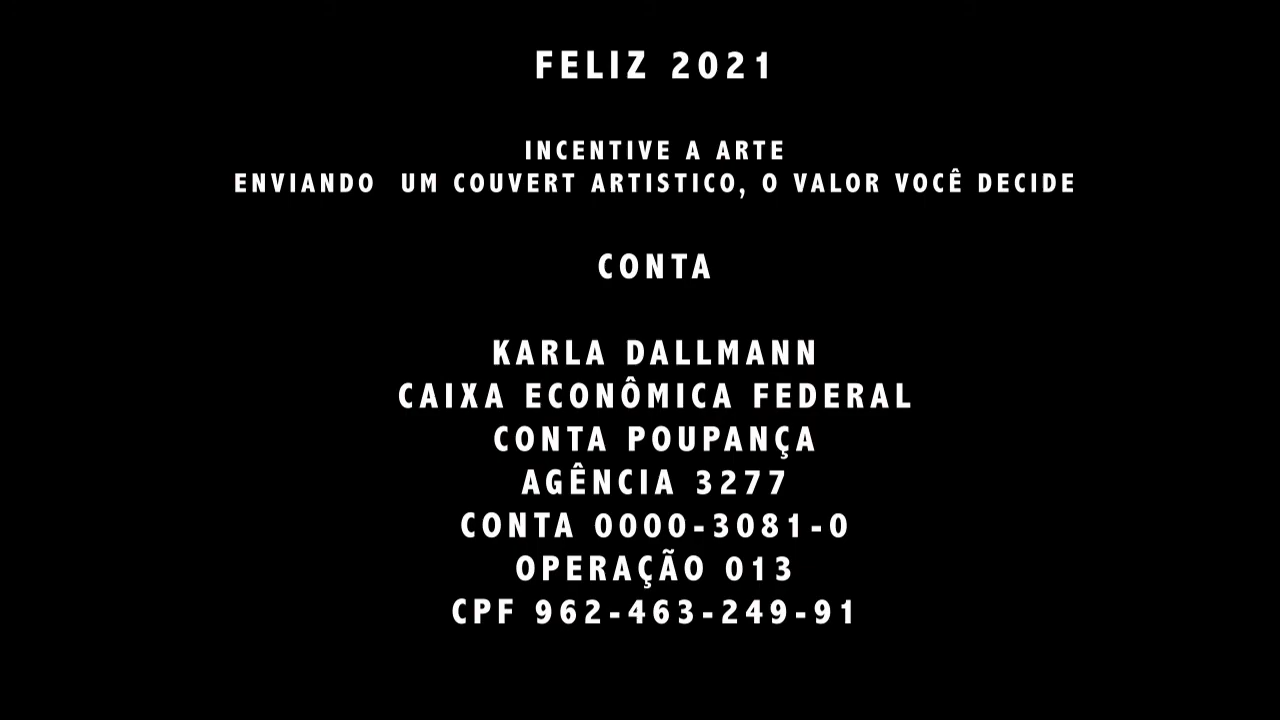 FELIZ 2021
INCENTIVE A ARTE
ENVIANDO UM COUVERT ARTISTICO, O VALOR VOCÊ DECIDE
CONTA
KARLA DALLMANN
CAIXA ECONÔMICA FEDERAL
CONTA POUPANÇA
AGÊNCIA 3277
CONTA 0000-3081-0
OPERAÇÃO 013
CPF 962-463-249-91